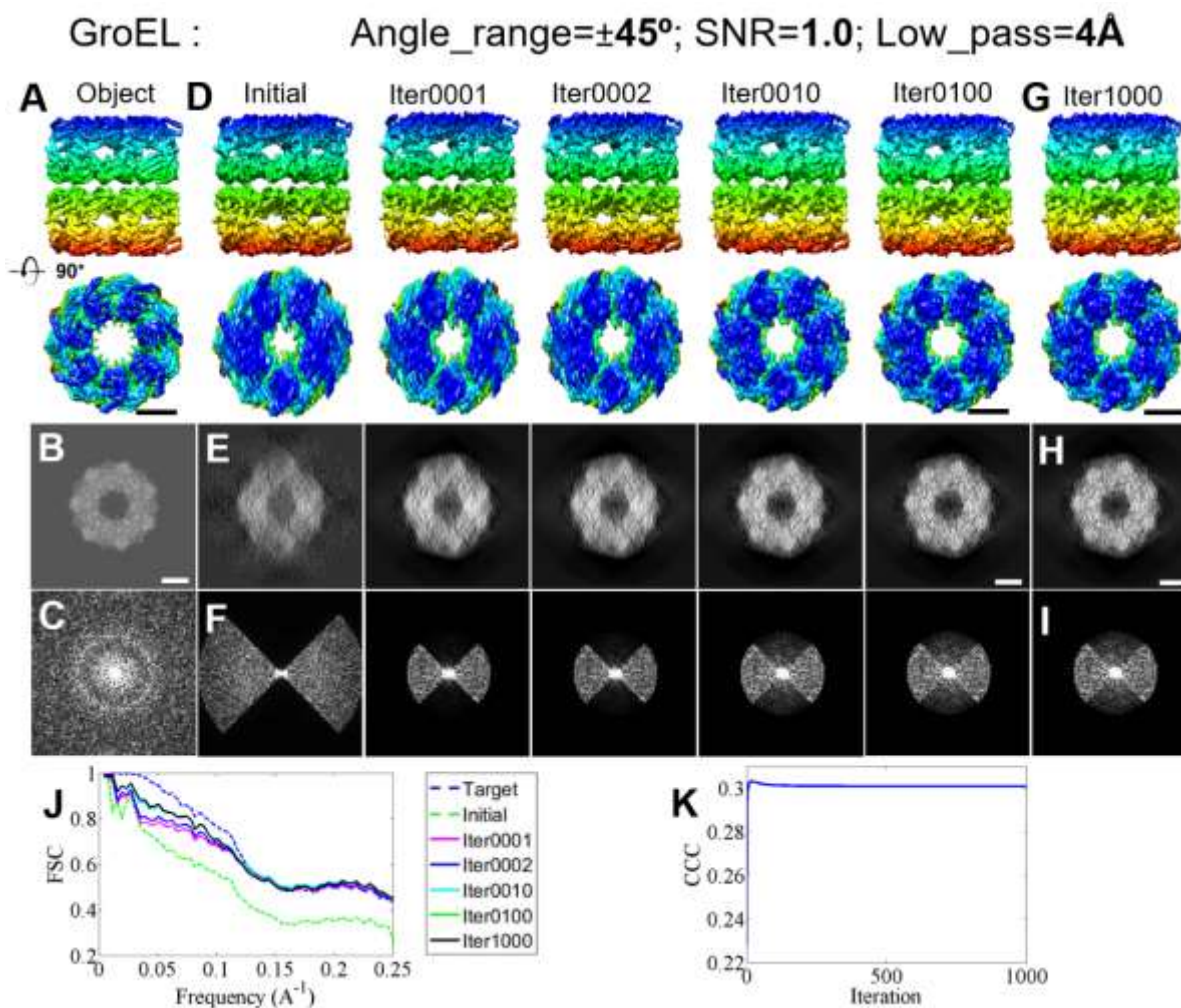 GroEL : Angle_range=±45º; SNR=1.0; Low_pass=4Å
A Object D Initial Iter0001 Iter0002 Iter0010 Iter0100 G Iter1000
90°
B E H
C F I
J
FSC
1
0.8
0.6
0.4
0.2
0 0.05 0.1 0.15 0.2 0.25
Frequency (A⁻¹)
Target
Initial
Iter0001
Iter0002
Iter0010
Iter0100
Iter1000
K
CCC
0.3
0.28
0.26
0.24
0.22
0 500 1000
Iteration